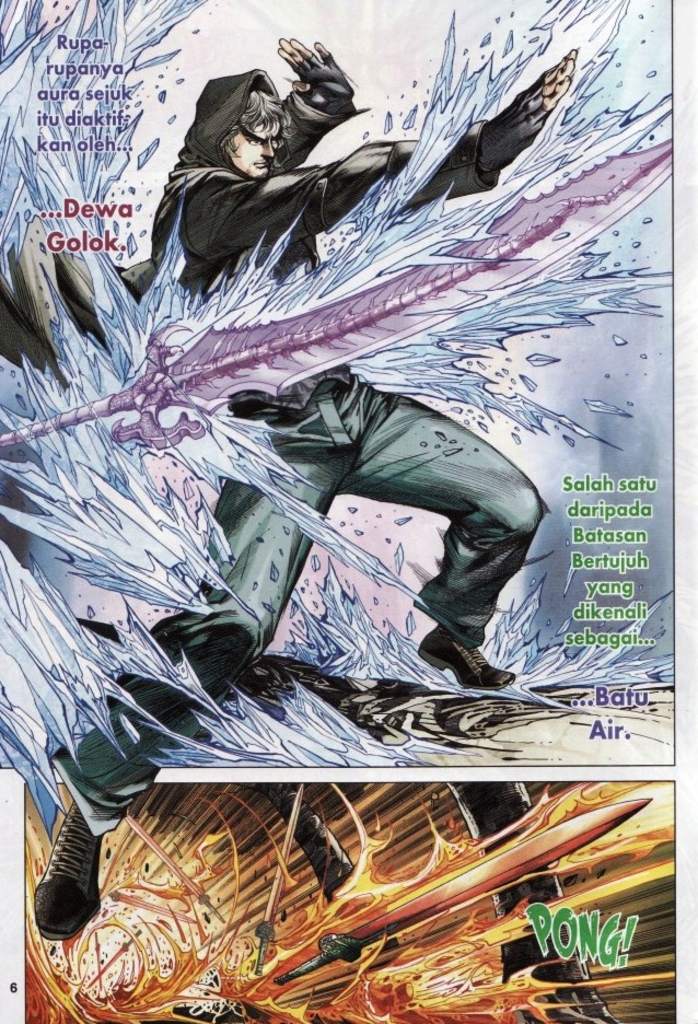 Rupa-
rupanya
aura sejuk
itu diaktif-
kan oleh...
...Dewa
Golok.
Salah satu
daripada
Batasan
Bertujuh
yang
dikenali
sebagai...
...Batu
Air.
PONG!
6